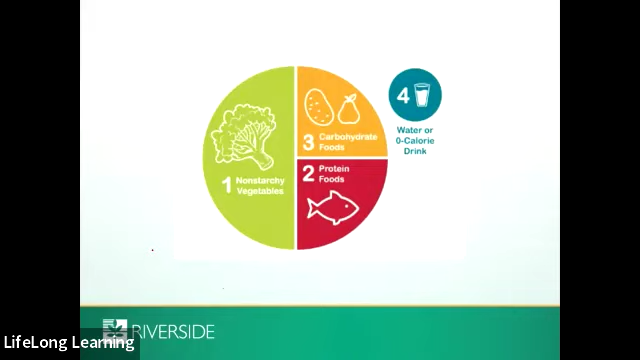 1 Nonstarchy
Vegetables
3 Carbohydrate
Foods
2 Protein
Foods
4
Water or
0-Calorie
Drink
RIVERSIDE
LifeLong Learning